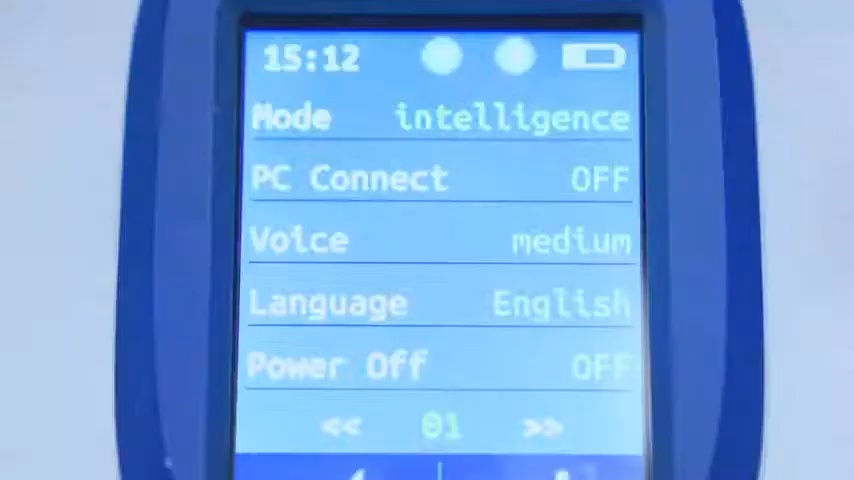 15:12
Mode intelligence
PC Connect OFF
Voice medium
Language English
Power Off OFF
<< 01 >>